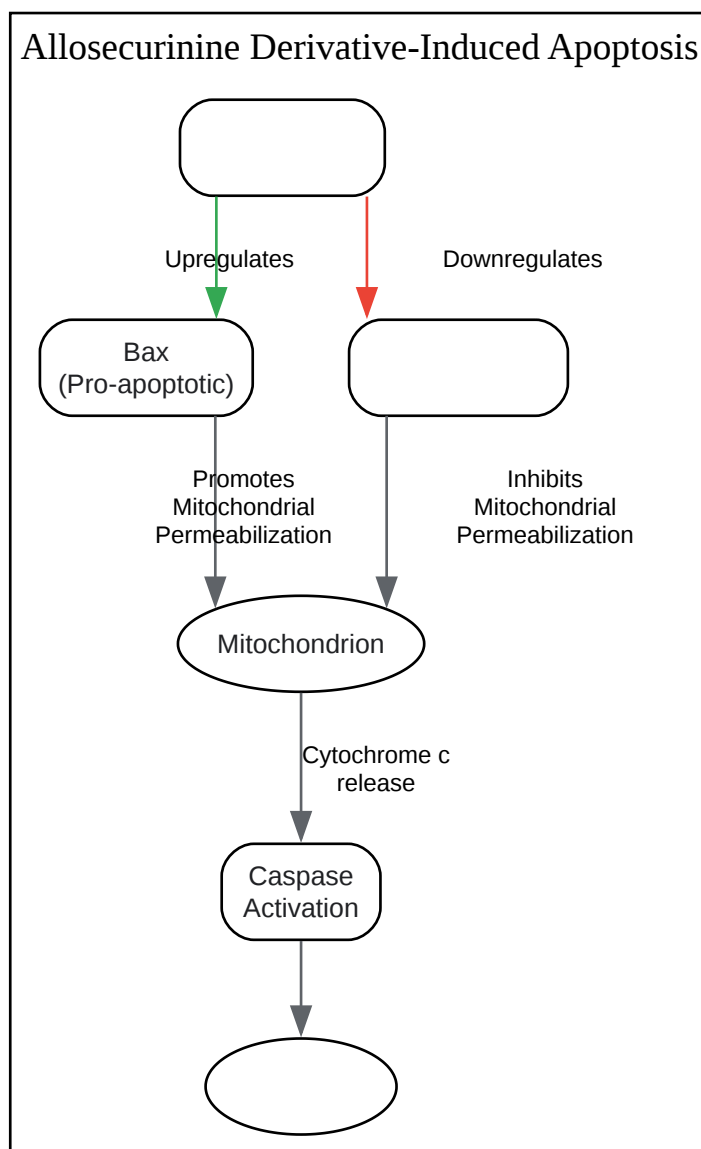 Allosecurinine Derivative-Induced Apoptosis
Upregulates
Downregulates
Bax
(Pro-apoptotic)
Promotes
Mitochondrial
Permeabilization
Inhibits
Mitochondrial
Permeabilization
Mitochondrion
Cytochrome c
release
Caspase
Activation